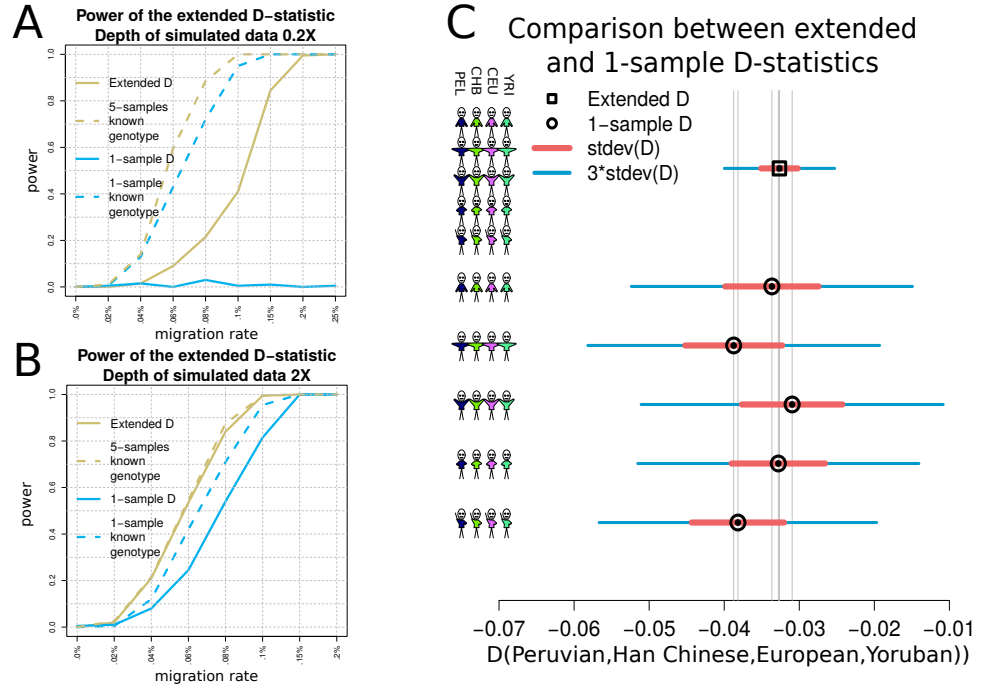 A
Power of the extended D−statistic
Depth of simulated data 0.2X
power
1.0
0.8
0.6
0.4
0.2
0.0
Extended D
5−samples
known
genotype
1−sample D
1−sample
known
genotype
.0%
.02%
.04%
.06%
.08%
.1%
.15%
.2%
.25%
migration rate
B
Power of the extended D−statistic
Depth of simulated data 2X
power
1.0
0.8
0.6
0.4
0.2
0.0
Extended D
5−samples
known
genotype
1−sample D
1−sample
known
genotype
.0%
.02%
.04%
.06%
.08%
.1%
.15%
.2%
migration rate
C
Comparison between extended
and 1-sample D-statistics
PEL
CHB
CEU
YRI
Extended D
1−sample D
stdev(D)
3*stdev(D)
−0.07 −0.06 −0.05 −0.04 −0.03 −0.02 −0.01
D(Peruvian,Han Chinese,European,Yoruban))